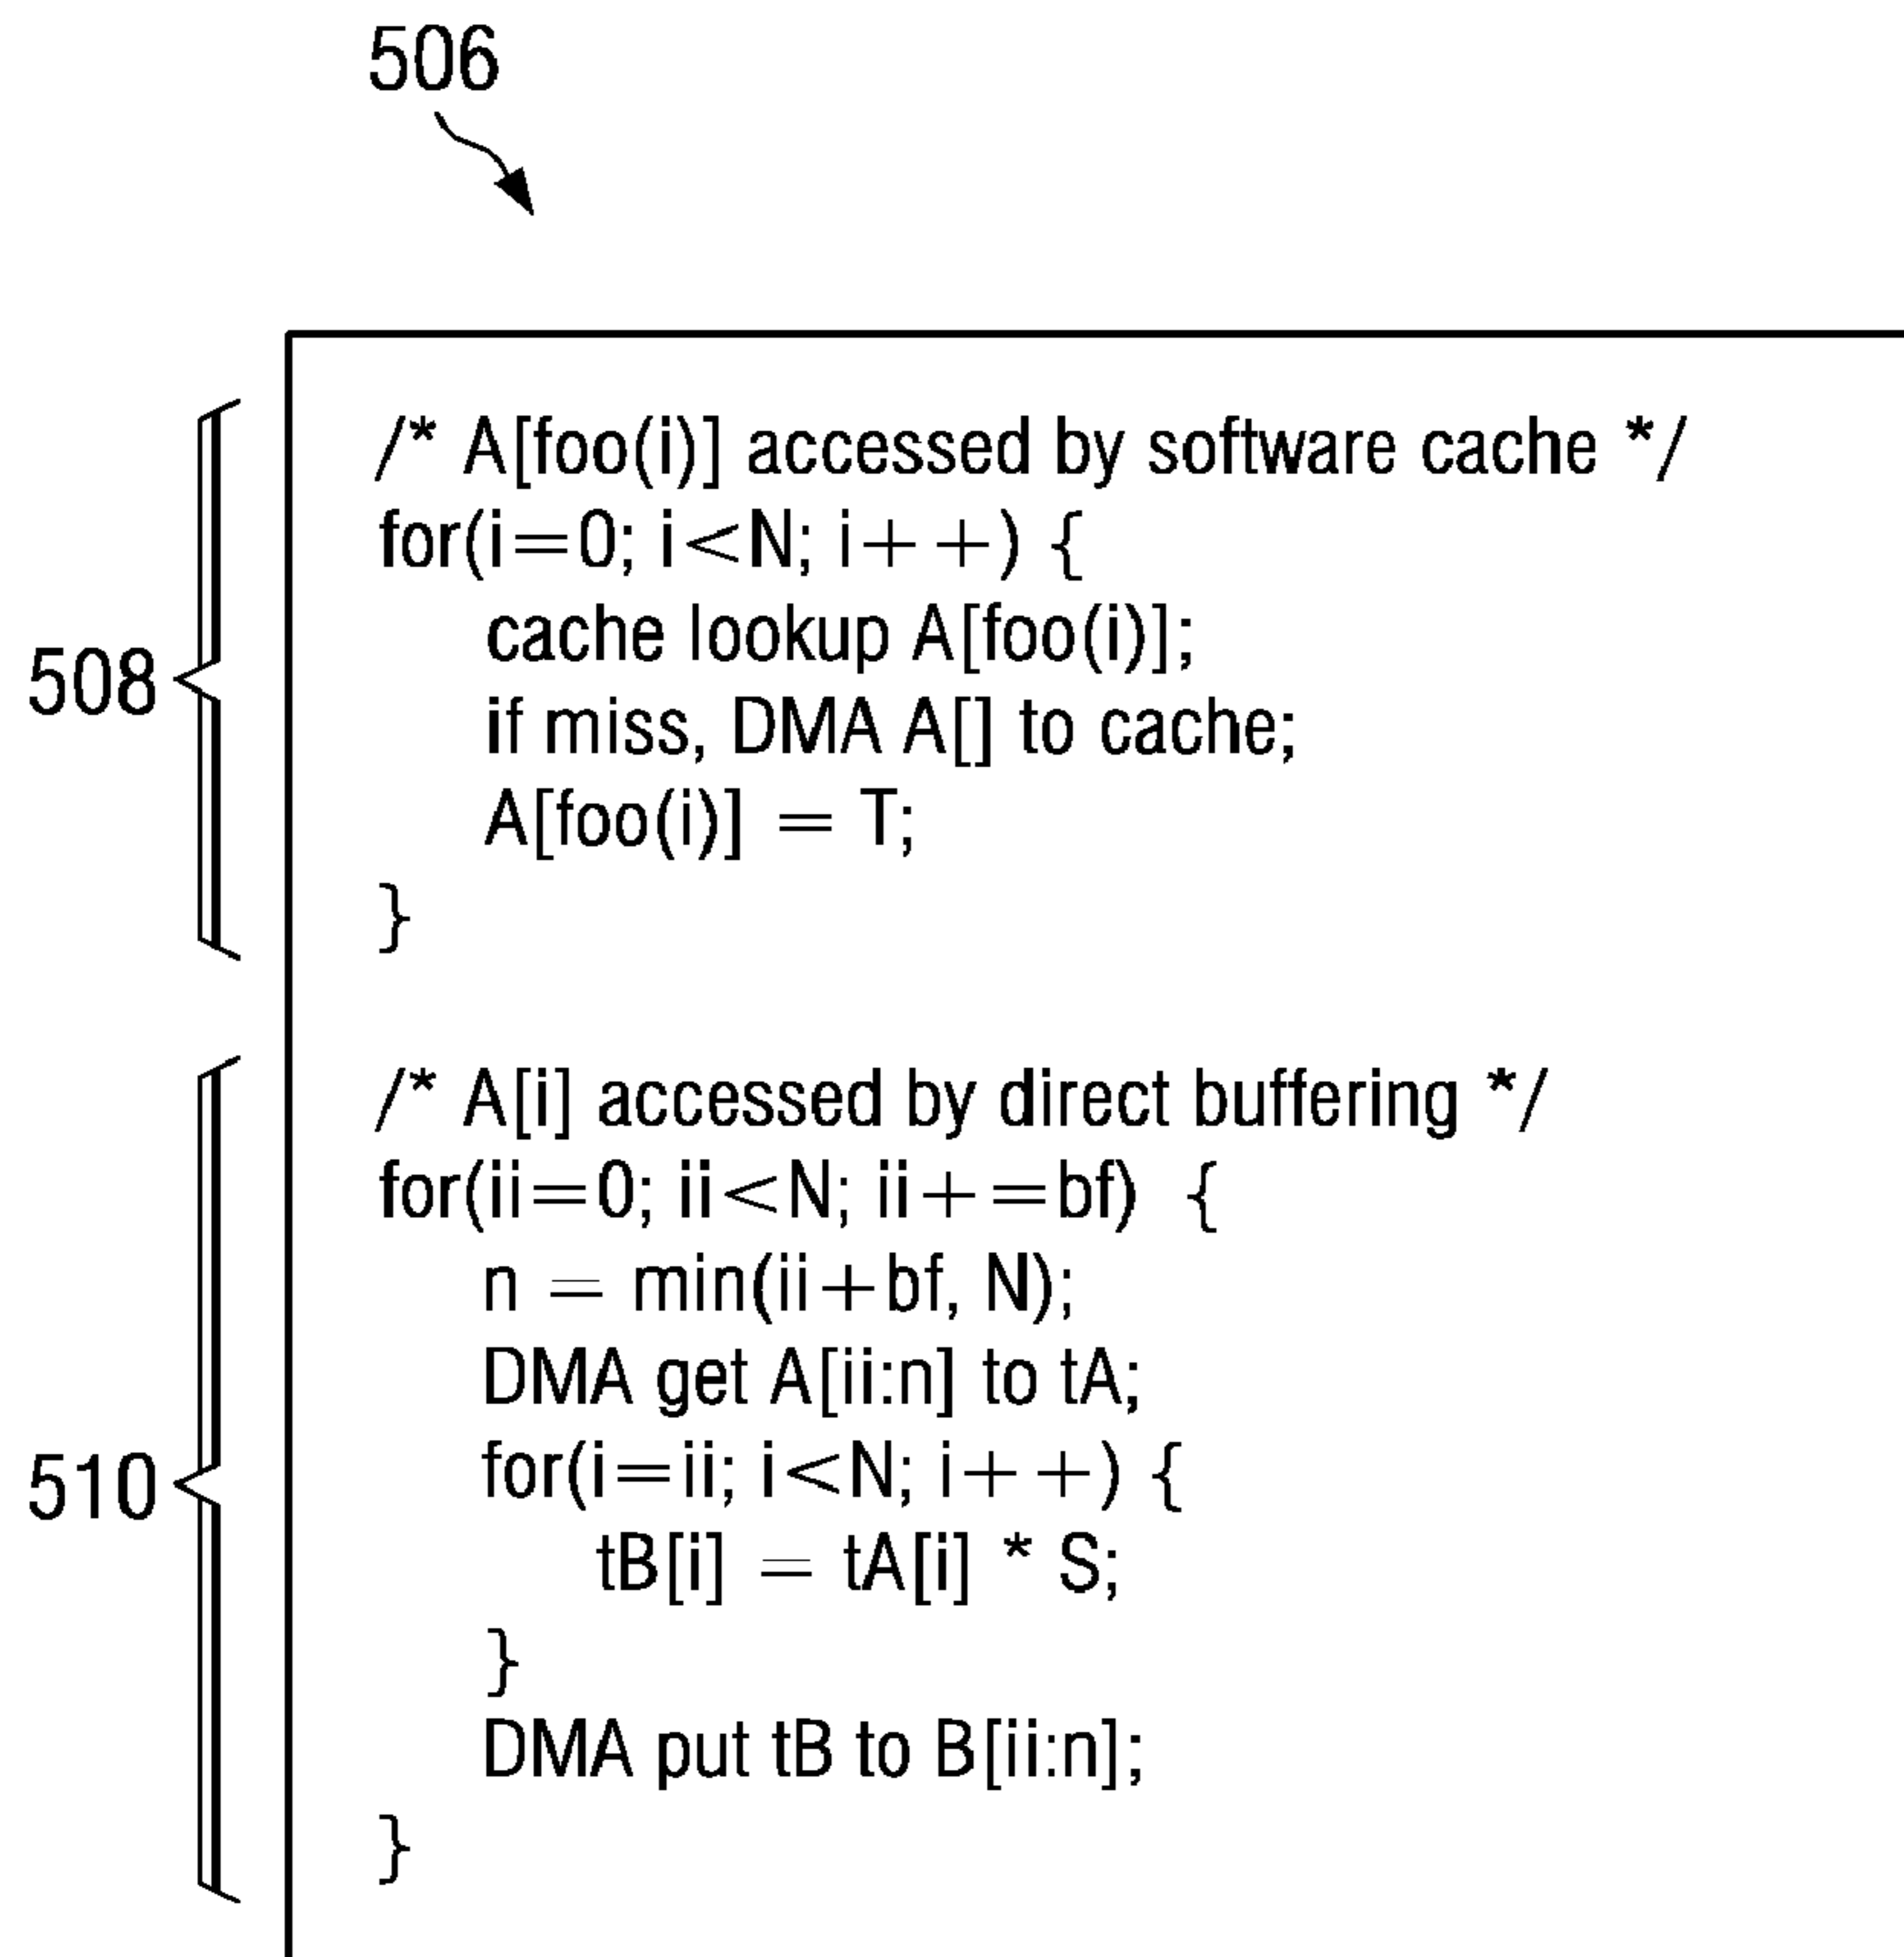 506
508
/* A[foo(i)] accessed by software cache */
for(i=0; i<N; i++) {
cache lookup A[foo(i)];
if miss, DMA A[] to cache;
A[foo(i)] = T;
}
510
/* A[i] accessed by direct buffering */
for(ii=0; ii<N; ii+=bf) {
n = min(ii+bf, N);
DMA get A[ii:n] to tA;
for(i=ii; i<N; i++) {
tB[i] = tA[i] * S;
}
DMA put tB to B[ii:n];
}